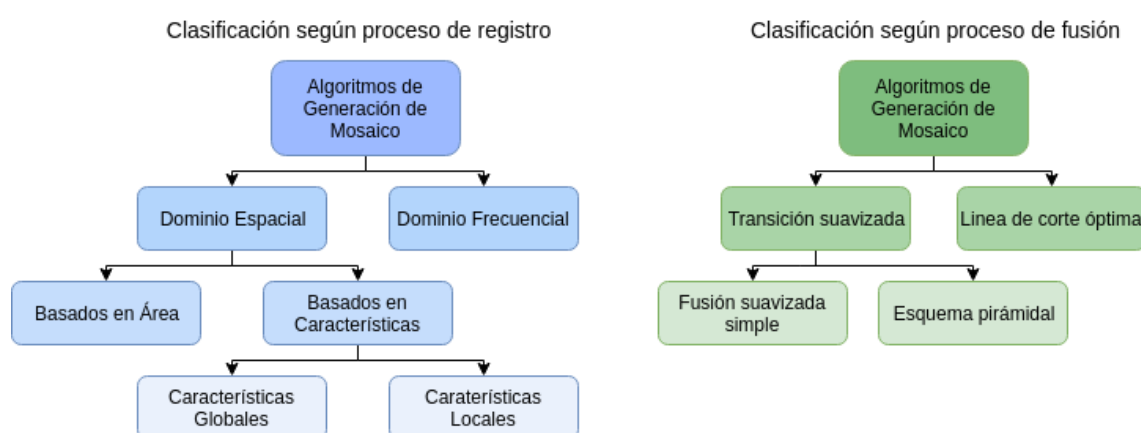 Clasificación según proceso de registro
Algoritmos de
Generación de
Mosaico
Dominio Espacial
Dominio Frecuencial
Basados en Área
Basados en
Características
Características
Globales
Caraterísticas
Locales
Clasificación según proceso de fusión
Algoritmos de
Generación de
Mosaico
Transición suavizada
Linea de corte óptima
Fusión suavizada
simple
Esquema pirámidal